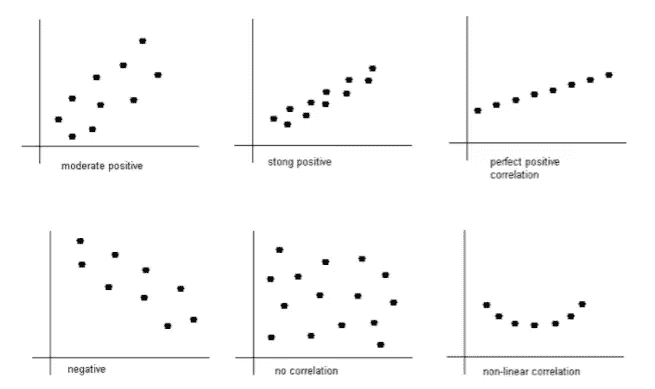 moderate positive
stong positive
perfect positive
correlation
negative
no correlation
non-linear correlation